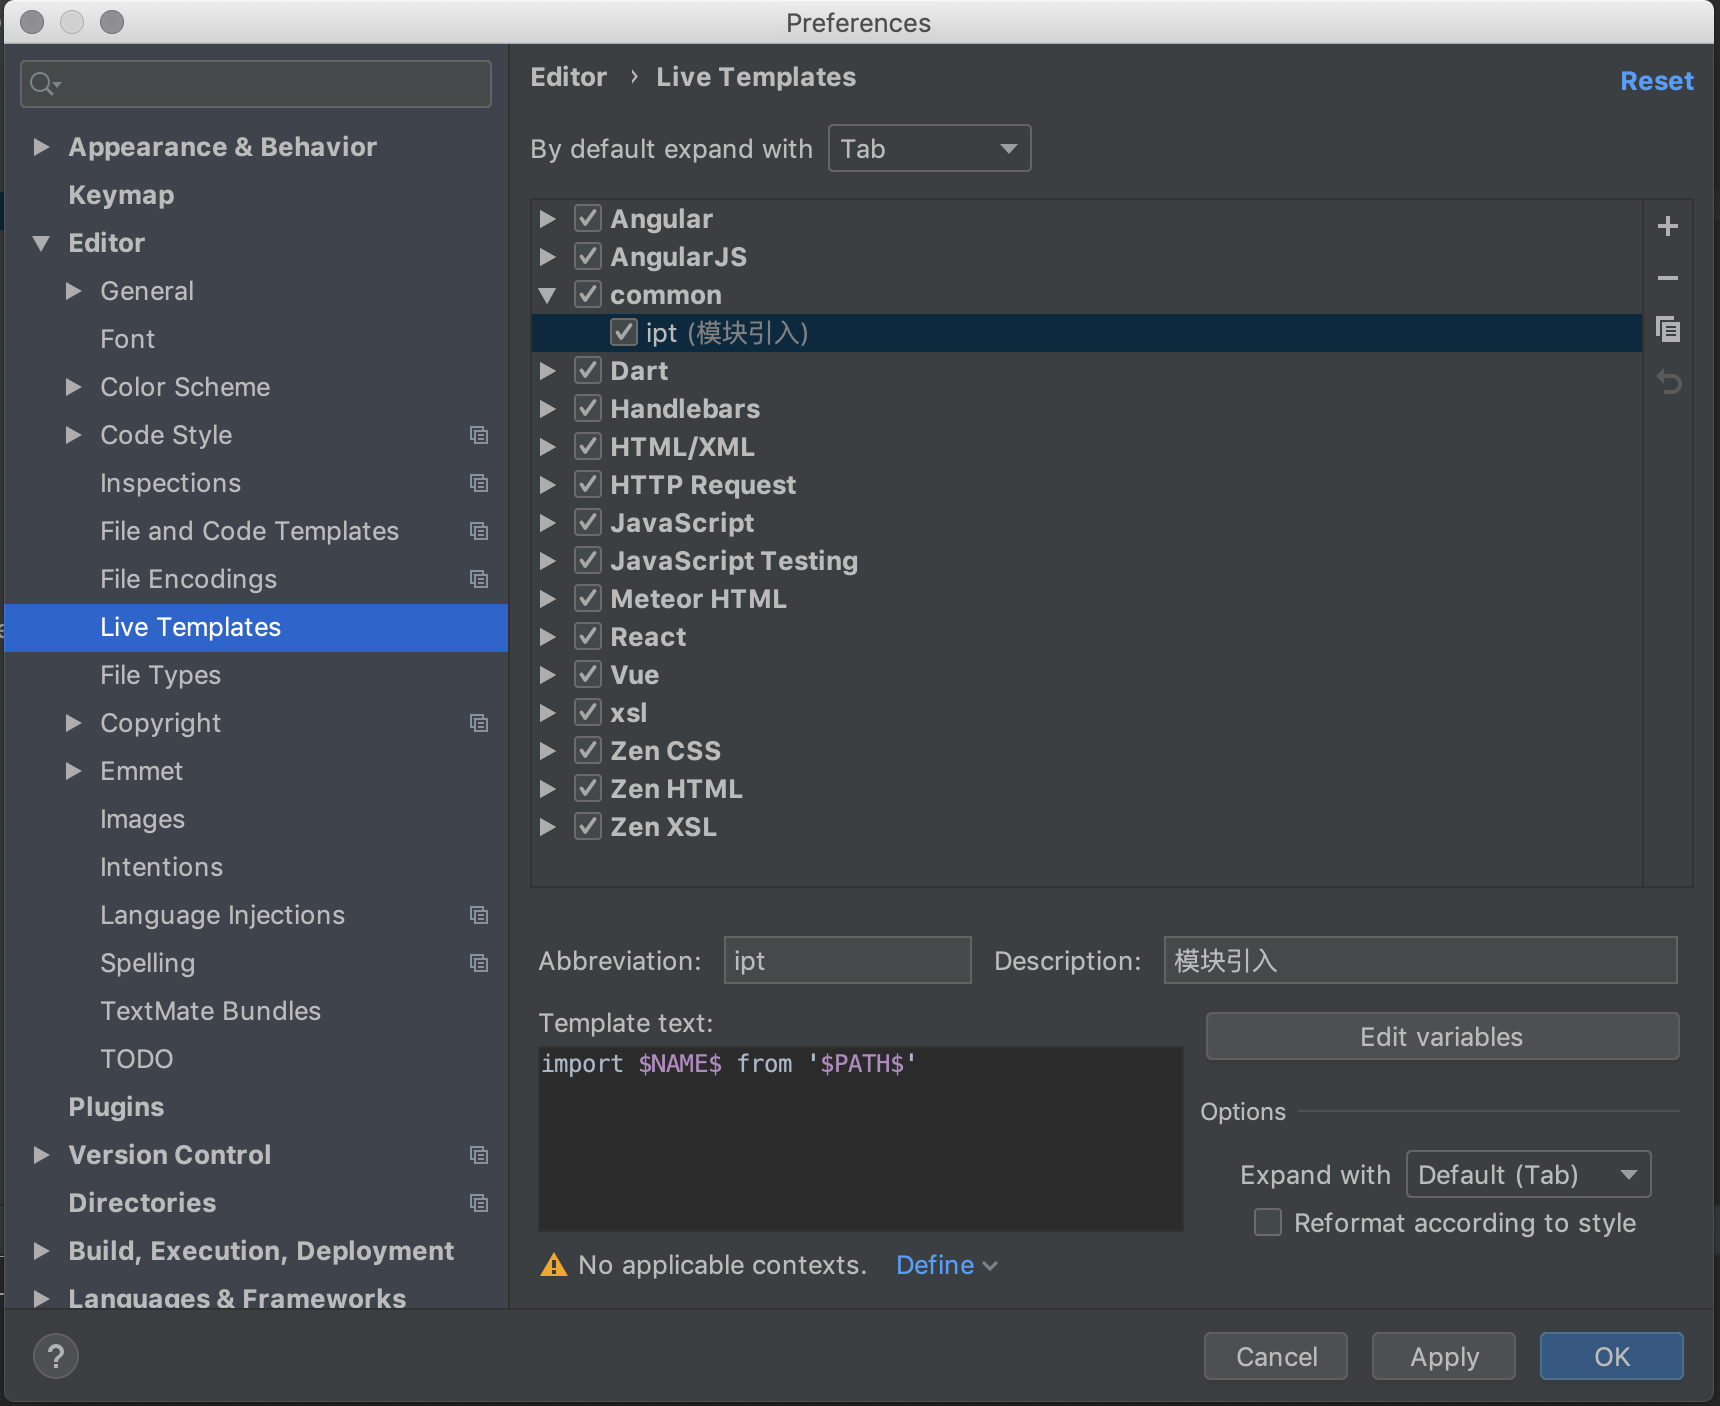 Preferences
Appearance & Behavior
Keymap
Editor
General
Font
Color Scheme
Code Style
Inspections
File and Code Templates
File Encodings
Live Templates
File Types
Copyright
Emmet
Images
Intentions
Language Injections
Spelling
TextMate Bundles
TODO
Plugins
Version Control
Directories
Build, Execution, Deployment
Languages & Frameworks
Editor › Live Templates
Reset
By default expand with Tab
Angular
AngularJS
common
ipt (模块引入)
Dart
Handlebars
HTML/XML
HTTP Request
JavaScript
JavaScript Testing
Meteor HTML
React
Vue
xsl
Zen CSS
Zen HTML
Zen XSL
Abbreviation: ipt Description: 模块引入
Template text:
import $NAME$ from '$PATH$'
Edit variables
Options
Expand with Default (Tab)
Reformat according to style
No applicable contexts. Define
? Cancel Apply OK